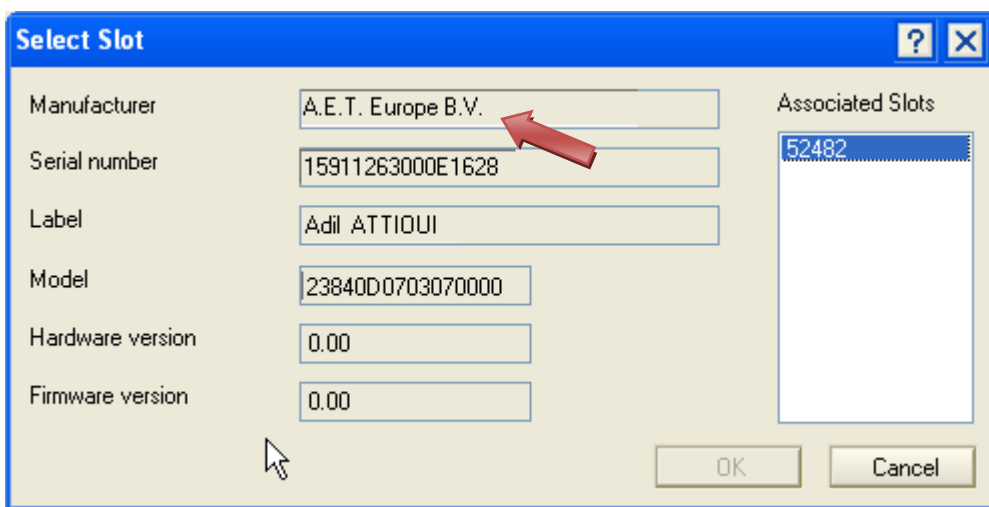 Select Slot
Manufacturer
A.E.T. Europe B.V.
Associated Slots
52482
Serial number
15911263000E1628
Label
Adil ATTIOUI
Model
23840D0703070000
Hardware version
0.00
Firmware version
0.00
OK
Cancel